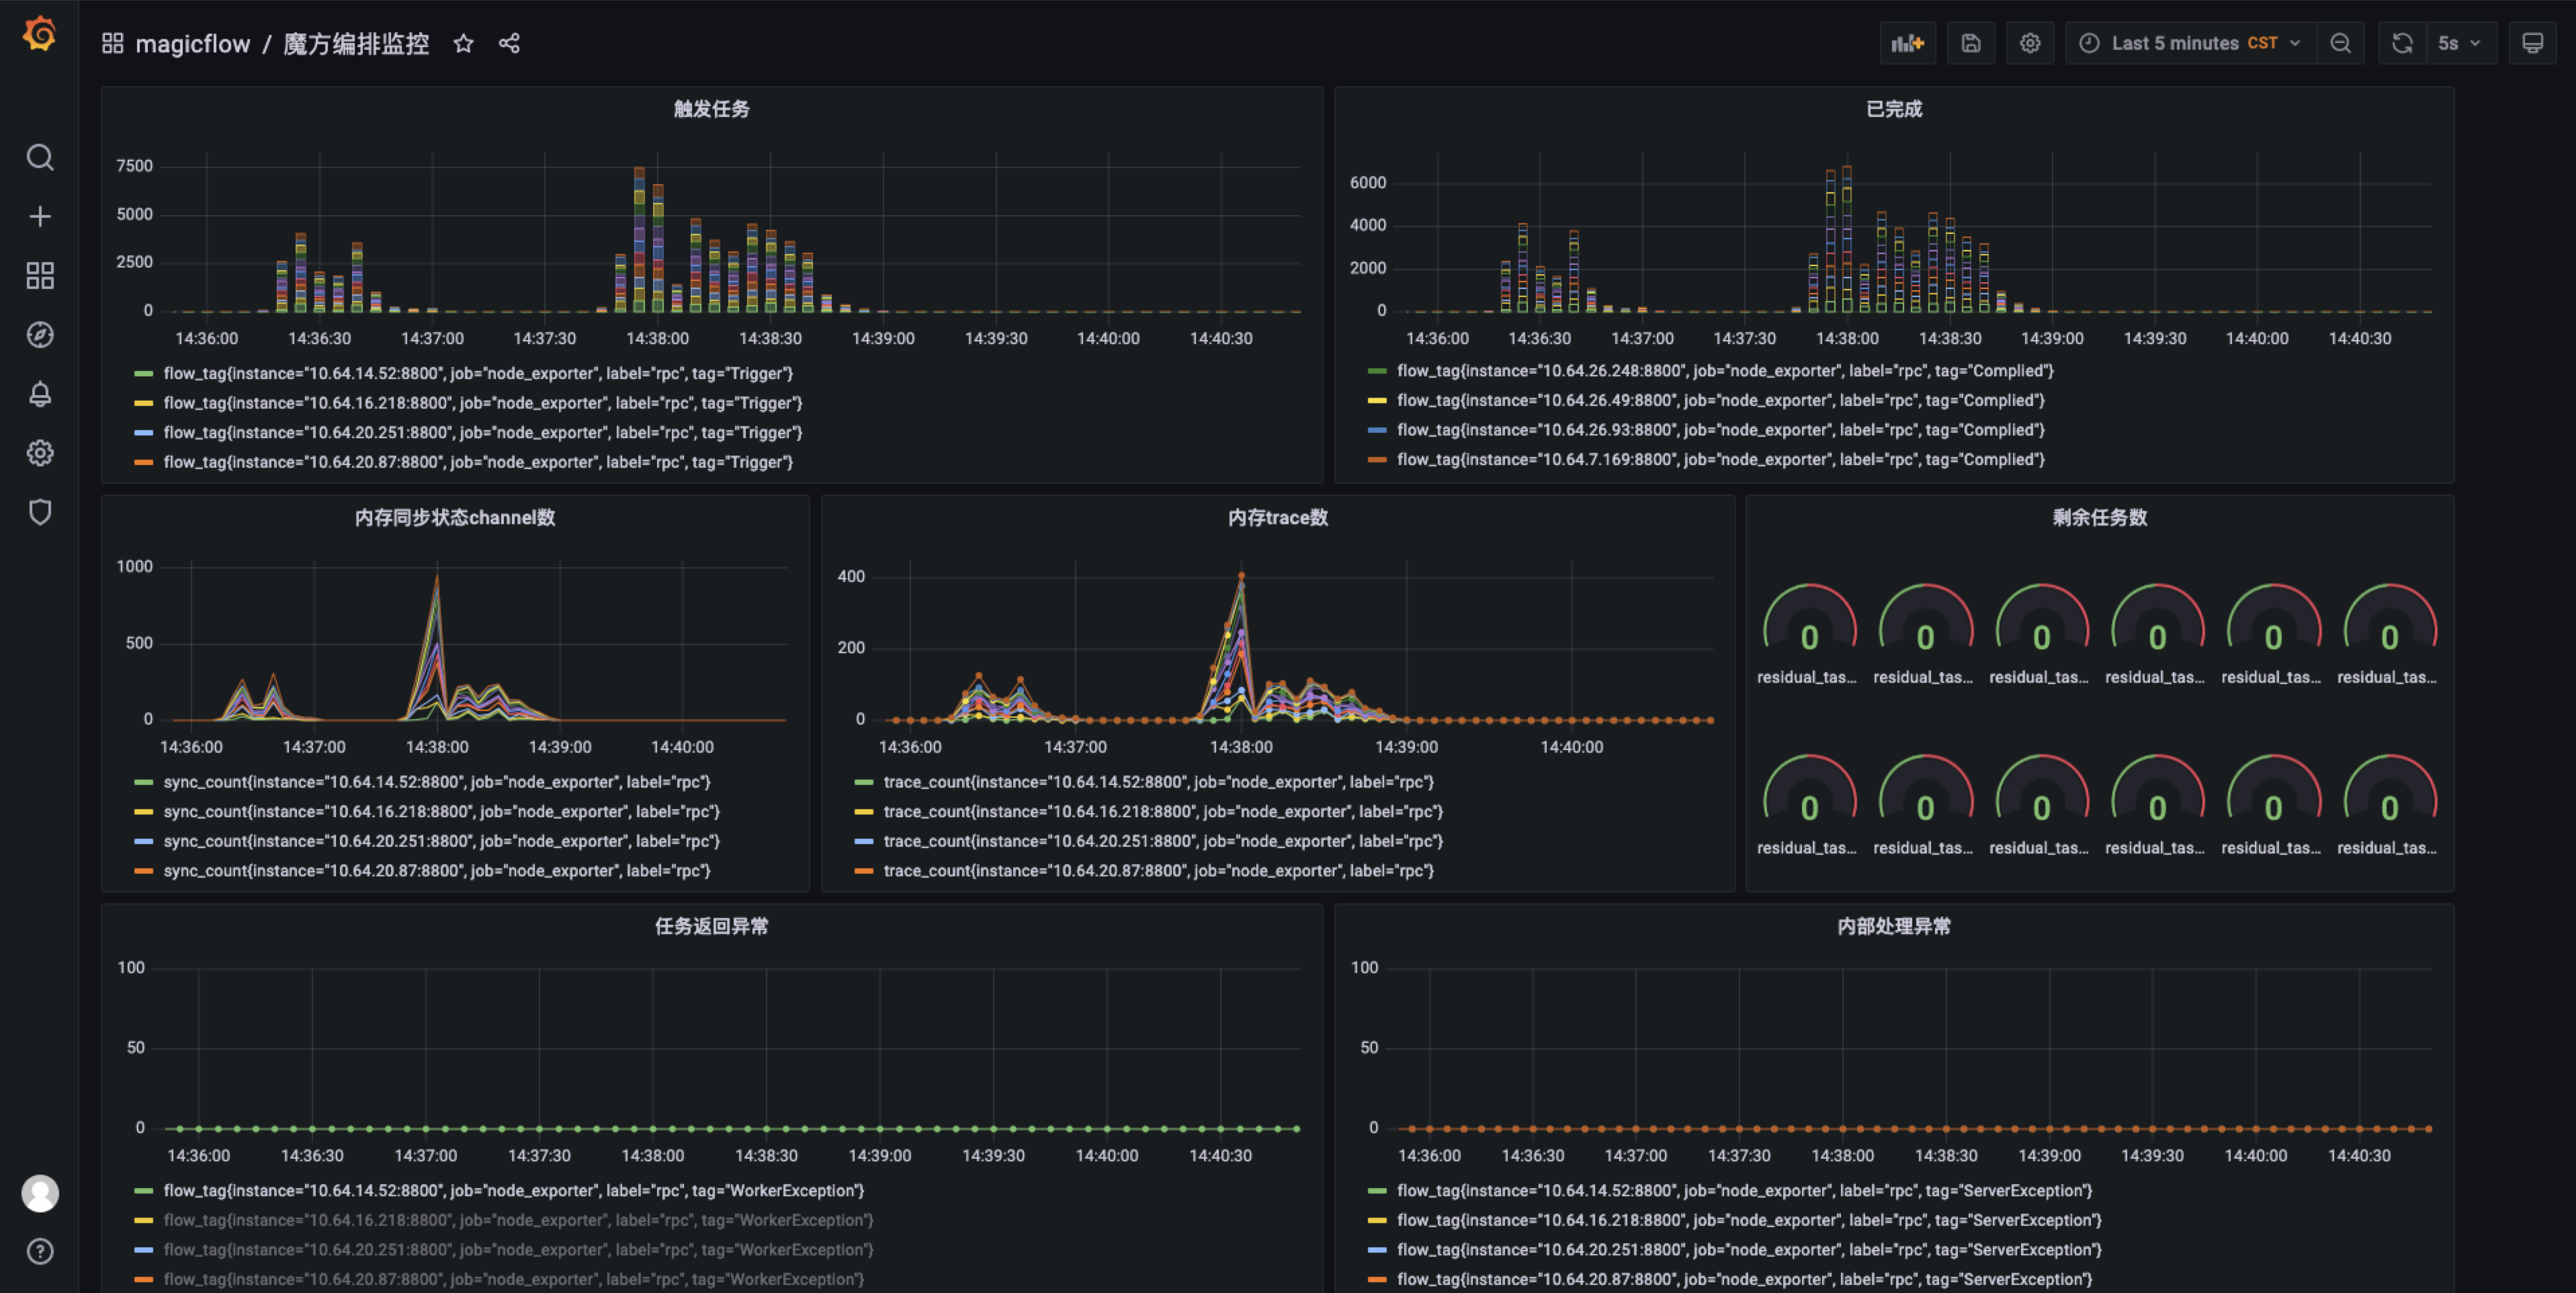 magicflow / 魔方编排监控
Last 5 minutes CST
5s
触发任务
7500
5000
2500
0
14:36:00 14:36:30 14:37:00 14:37:30 14:38:00 14:38:30 14:39:00 14:39:30 14:40:00 14:40:30
flow_tag{instance="10.64.14.52:8800", job="node_exporter", label="rpc", tag="Trigger"}
flow_tag{instance="10.64.16.218:8800", job="node_exporter", label="rpc", tag="Trigger"}
flow_tag{instance="10.64.20.251:8800", job="node_exporter", label="rpc", tag="Trigger"}
flow_tag{instance="10.64.20.87:8800", job="node_exporter", label="rpc", tag="Trigger"}
已完成
6000
4000
2000
0
14:36:00 14:36:30 14:37:00 14:37:30 14:38:00 14:38:30 14:39:00 14:39:30 14:40:00 14:40:30
flow_tag{instance="10.64.26.248:8800", job="node_exporter", label="rpc", tag="Complied"}
flow_tag{instance="10.64.26.49:8800", job="node_exporter", label="rpc", tag="Complied"}
flow_tag{instance="10.64.26.93:8800", job="node_exporter", label="rpc", tag="Complied"}
flow_tag{instance="10.64.7.169:8800", job="node_exporter", label="rpc", tag="Complied"}
内存同步状态channel数
1000
500
0
14:36:00 14:37:00 14:38:00 14:39:00 14:40:00
sync_count{instance="10.64.14.52:8800", job="node_exporter", label="rpc"}
sync_count{instance="10.64.16.218:8800", job="node_exporter", label="rpc"}
sync_count{instance="10.64.20.251:8800", job="node_exporter", label="rpc"}
sync_count{instance="10.64.20.87:8800", job="node_exporter", label="rpc"}
内存trace数
400
200
0
14:36:00 14:37:00 14:38:00 14:39:00 14:40:00
trace_count{instance="10.64.14.52:8800", job="node_exporter", label="rpc"}
trace_count{instance="10.64.16.218:8800", job="node_exporter", label="rpc"}
trace_count{instance="10.64.20.251:8800", job="node_exporter", label="rpc"}
trace_count{instance="10.64.20.87:8800", job="node_exporter", label="rpc"}
剩余任务数
0 0 0 0 0 0
residual_tas... residual_tas... residual_tas... residual_tas... residual_tas... residual_tas...
0 0 0 0 0 0
residual_tas... residual_tas... residual_tas... residual_tas... residual_tas... residual_tas...
任务返回异常
100
50
0
14:36:00 14:36:30 14:37:00 14:37:30 14:38:00 14:38:30 14:39:00 14:39:30 14:40:00 14:40:30
flow_tag{instance="10.64.14.52:8800", job="node_exporter", label="rpc", tag="WorkerException"}
flow_tag{instance="10.64.16.218:8800", job="node_exporter", label="rpc", tag="WorkerException"}
flow_tag{instance="10.64.20.251:8800", job="node_exporter", label="rpc", tag="WorkerException"}
flow_tag{instance="10.64.20.87:8800", job="node_exporter", label="rpc", tag="WorkerException"}
内部处理异常
100
50
0
14:36:00 14:36:30 14:37:00 14:37:30 14:38:00 14:38:30 14:39:00 14:39:30 14:40:00 14:40:30
flow_tag{instance="10.64.14.52:8800", job="node_exporter", label="rpc", tag="ServerException"}
flow_tag{instance="10.64.16.218:8800", job="node_exporter", label="rpc", tag="ServerException"}
flow_tag{instance="10.64.20.251:8800", job="node_exporter", label="rpc", tag="ServerException"}
flow_tag{instance="10.64.20.87:8800", job="node_exporter", label="rpc", tag="ServerException"}